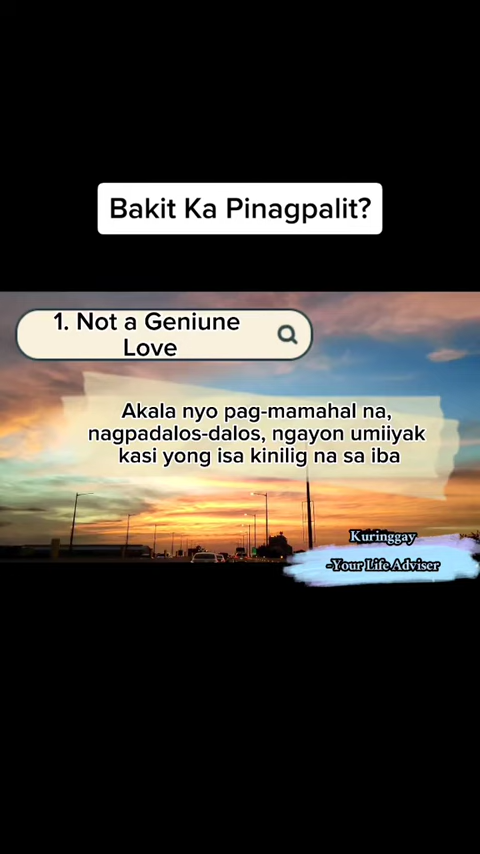 Bakit Ka Pinagpalit?
1. Not a Geniune
Love
Akala nyo pag-mamahal na,
nagpadalos-dalos, ngayon umiiyak
kasi yong isa kinilig na sa iba
Kuringgay
-Your Life Adviser